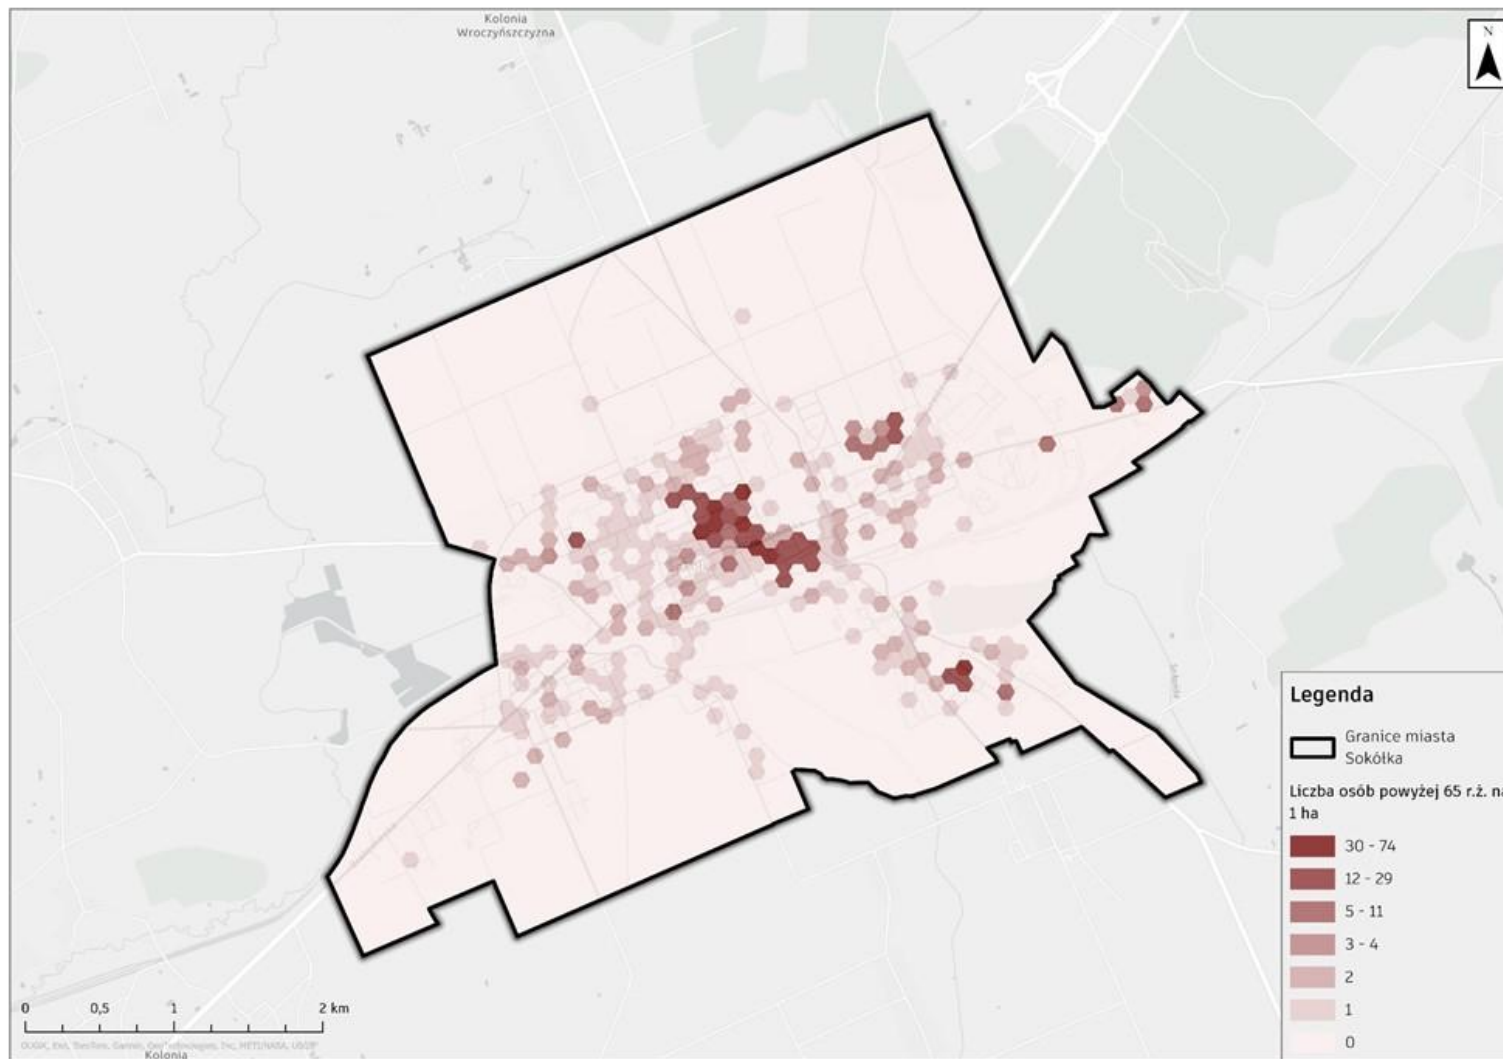 Kolonia
Wroczyńszczyzna
N
Legenda
Granice miasta
Sokółka
Liczba osób powyżej 65 r.ż. na
1 ha
30 - 74
12 - 29
5 - 11
3 - 4
2
1
0
0 0,5 1 2 km
Kolonia